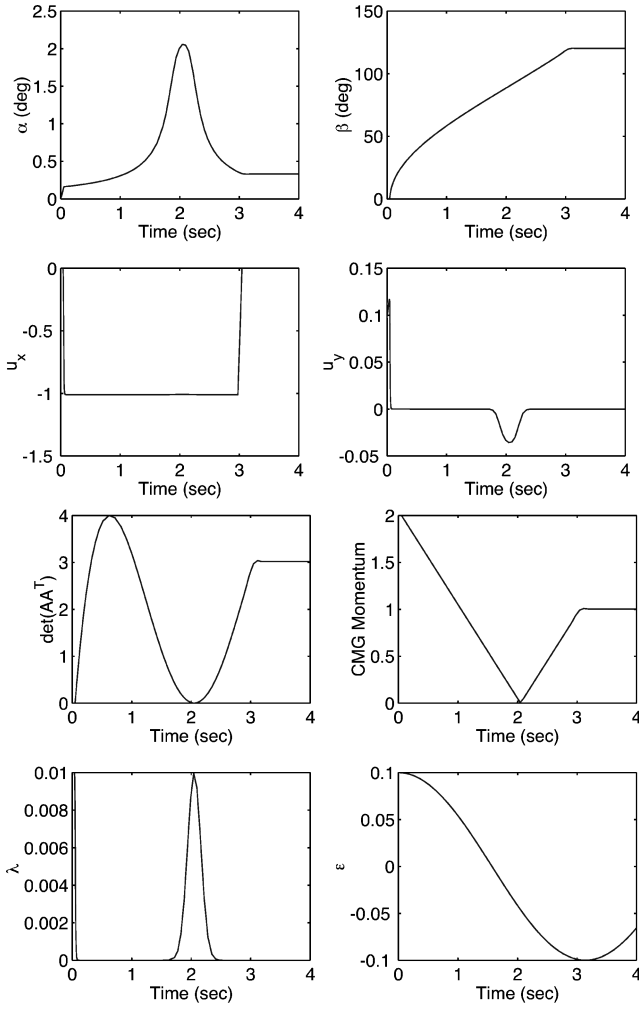 2.5
2
1.5
1
0.5
0
0 1 2 3 4
α (deg)
Time (sec)
150
100
50
0
0 1 2 3 4
β (deg)
Time (sec)
0
-0.5
-1
-1.5
0 1 2 3 4
u_x
Time (sec)
0.15
0.1
0.05
0
-0.05
0 1 2 3 4
u_y
Time (sec)
4
3
2
1
0
0 1 2 3 4
det(AA^T)
Time (sec)
2
1.5
1
0.5
0
0 1 2 3 4
CMG Momentum
Time (sec)
0.01
0.008
0.006
0.004
0.002
0
0 1 2 3 4
λ
Time (sec)
0.1
0.05
0
-0.05
-0.1
0 1 2 3 4
ε
Time (sec)